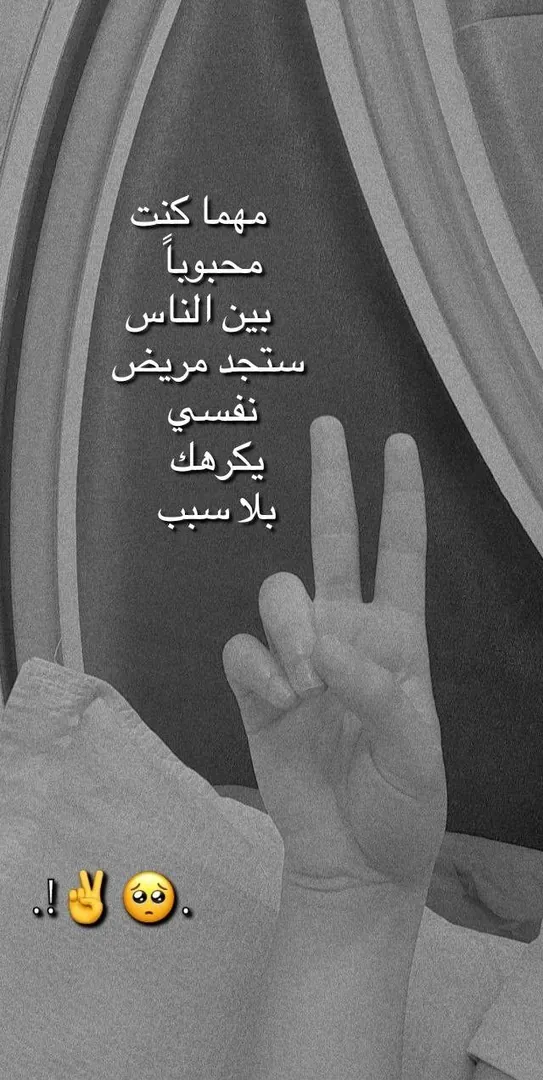 مهما كنت
محبوباً
بين الناس
ستجد مريض
نفسي
يكرهك
بلا سبب
.🥺✌️!.